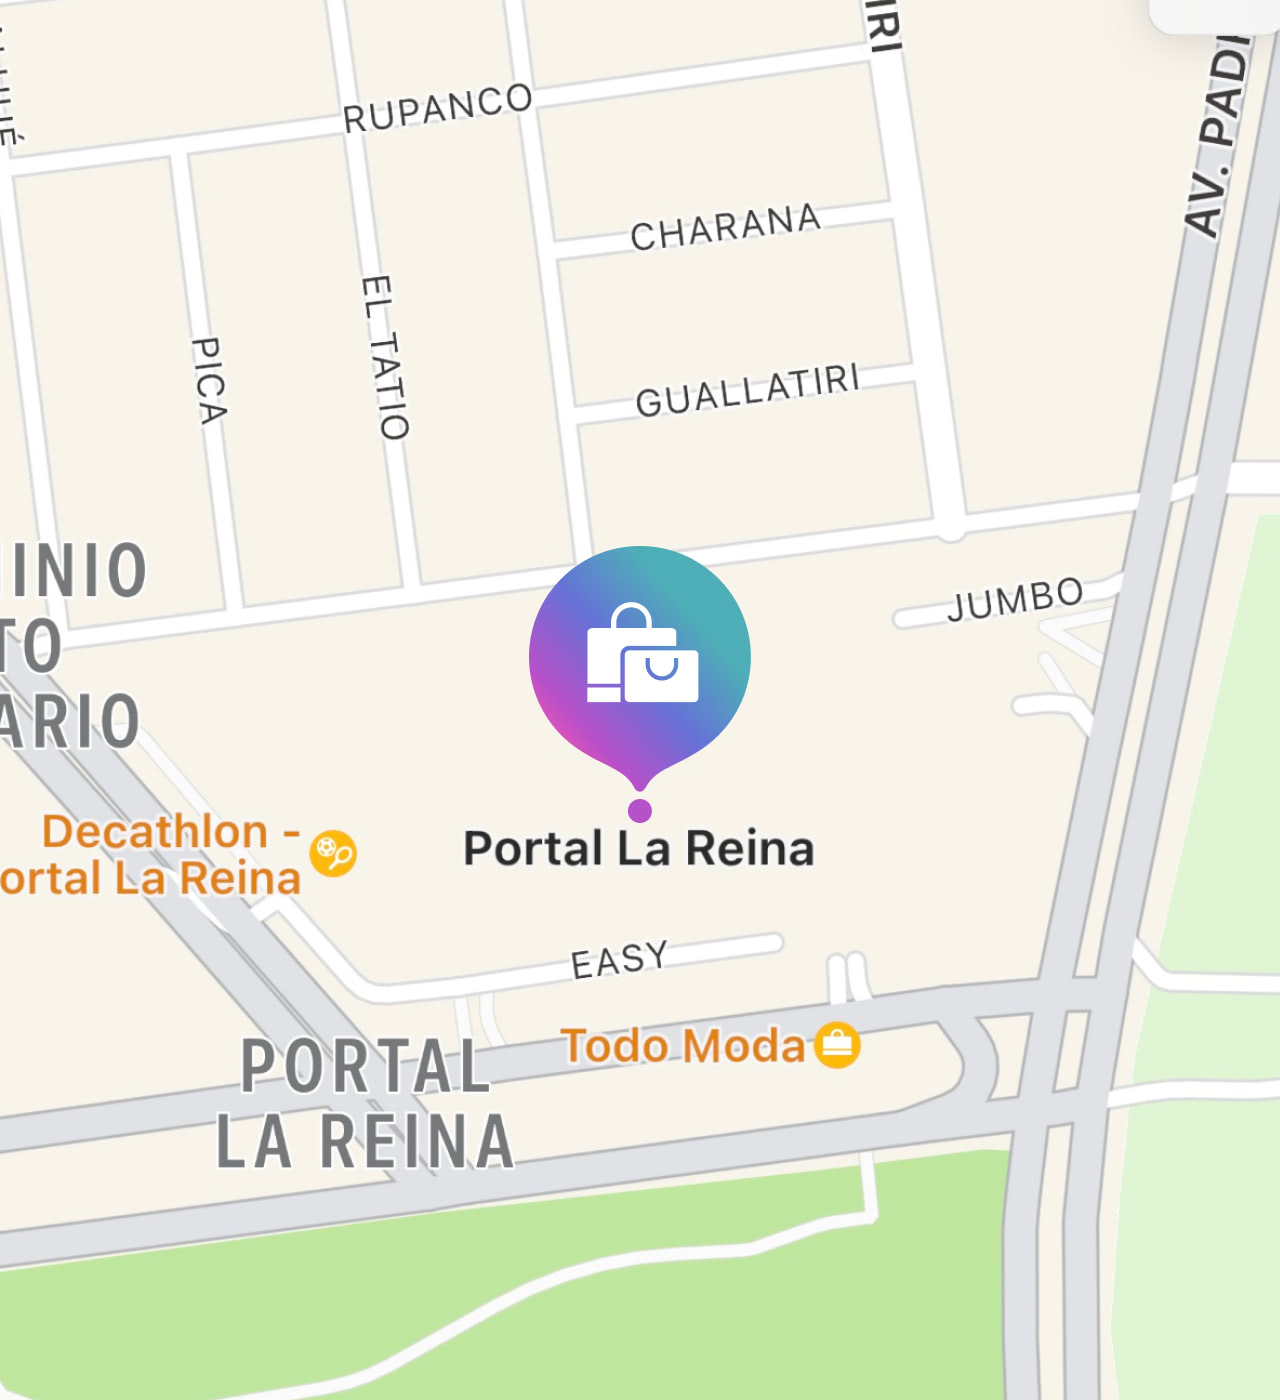 IRI
AV. PAD
RUPANCO
CHARANA
EL TATIO
PICA
GUALLATIRI
INIO
TO
ARIO
JUMBO
Decathlon -
ortal La Reina
Portal La Reina
EASY
Todo Moda
PORTAL
LA REINA